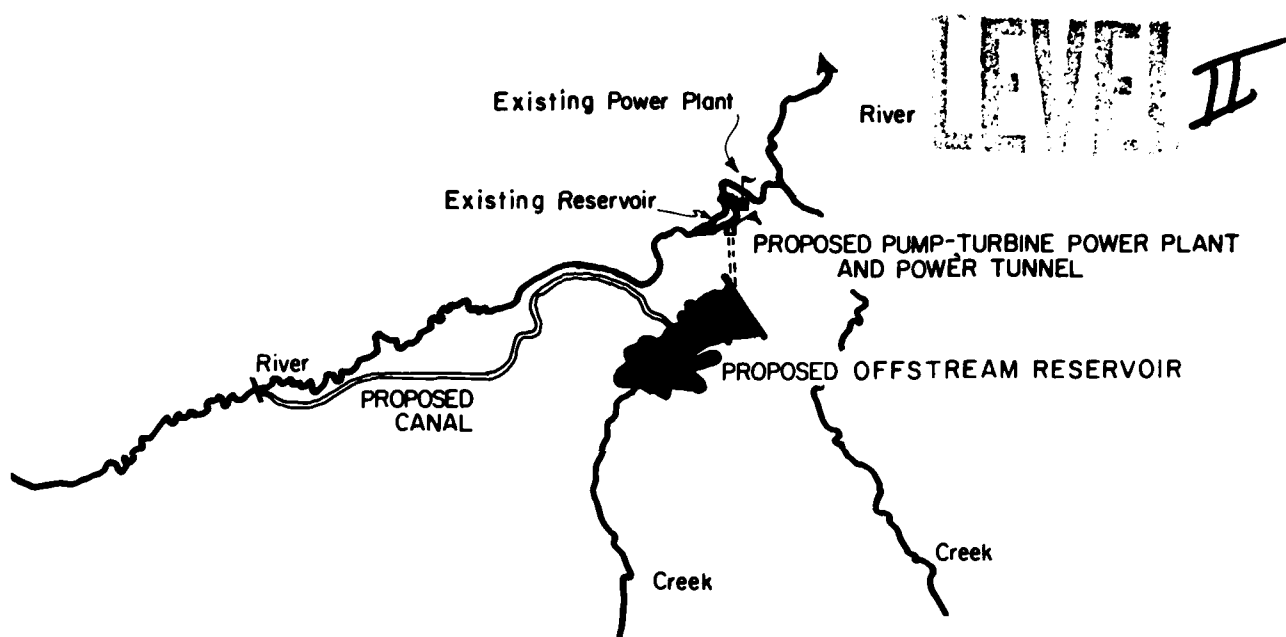 LEVEL II
Existing Power Plant
River
Existing Reservoir
PROPOSED PUMP-TURBINE POWER PLANT
AND POWER TUNNEL
River
PROPOSED OFFSTREAM RESERVOIR
PROPOSED
CANAL
Creek
Creek